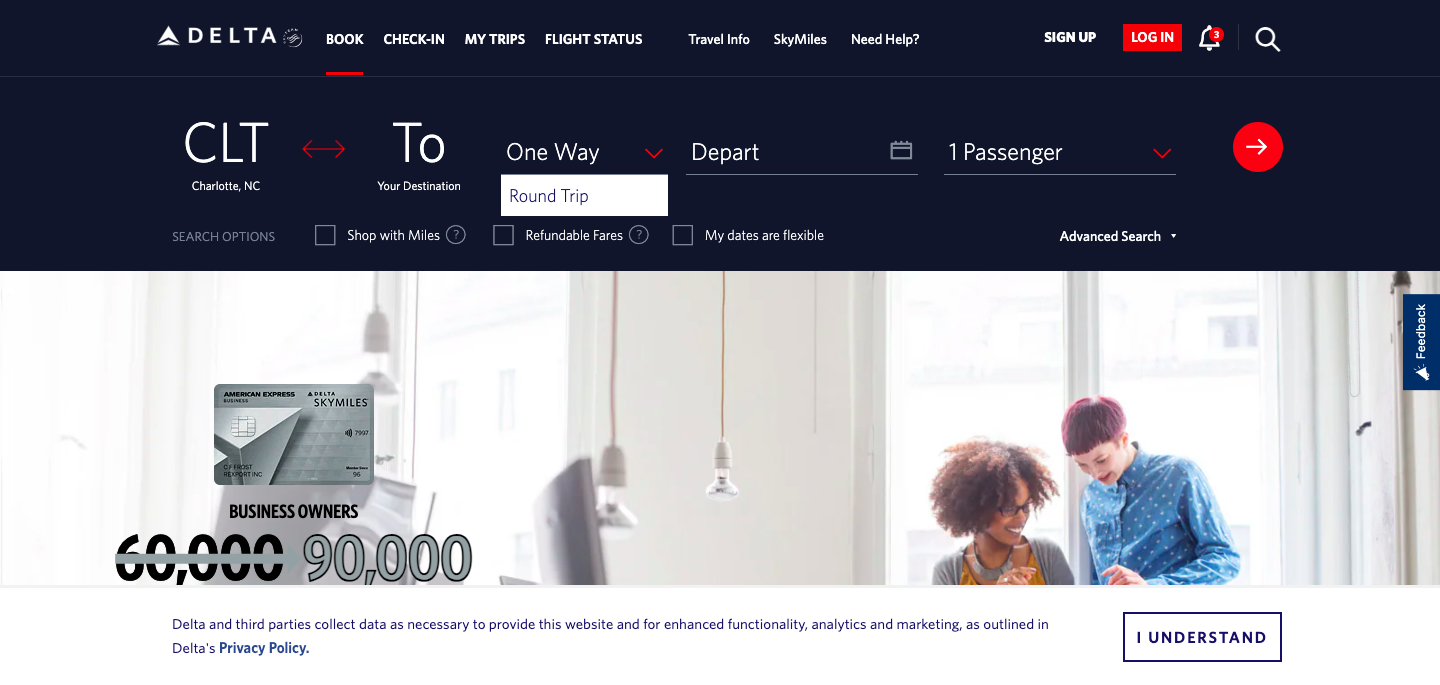 DELTA
BOOK
CHECK-IN
MY TRIPS
FLIGHT STATUS
Travel Info
SkyMiles
Need Help?
SIGN UP
LOG IN
3
CLT
Charlotte, NC
To
Your Destination
One Way
Round Trip
Depart
1 Passenger
SEARCH OPTIONS
Shop with Miles ?
Refundable Fares ?
My dates are flexible
Advanced Search
Feedback
AMERICAN EXPRESS
BUSINESS
DELTA
SKYMILES
7997
C F FROST
REXPORT INC
Member Since
96
BUSINESS OWNERS
60,000 90,000
Delta and third parties collect data as necessary to provide this website and for enhanced functionality, analytics and marketing, as outlined in
Delta's Privacy Policy.
I UNDERSTAND